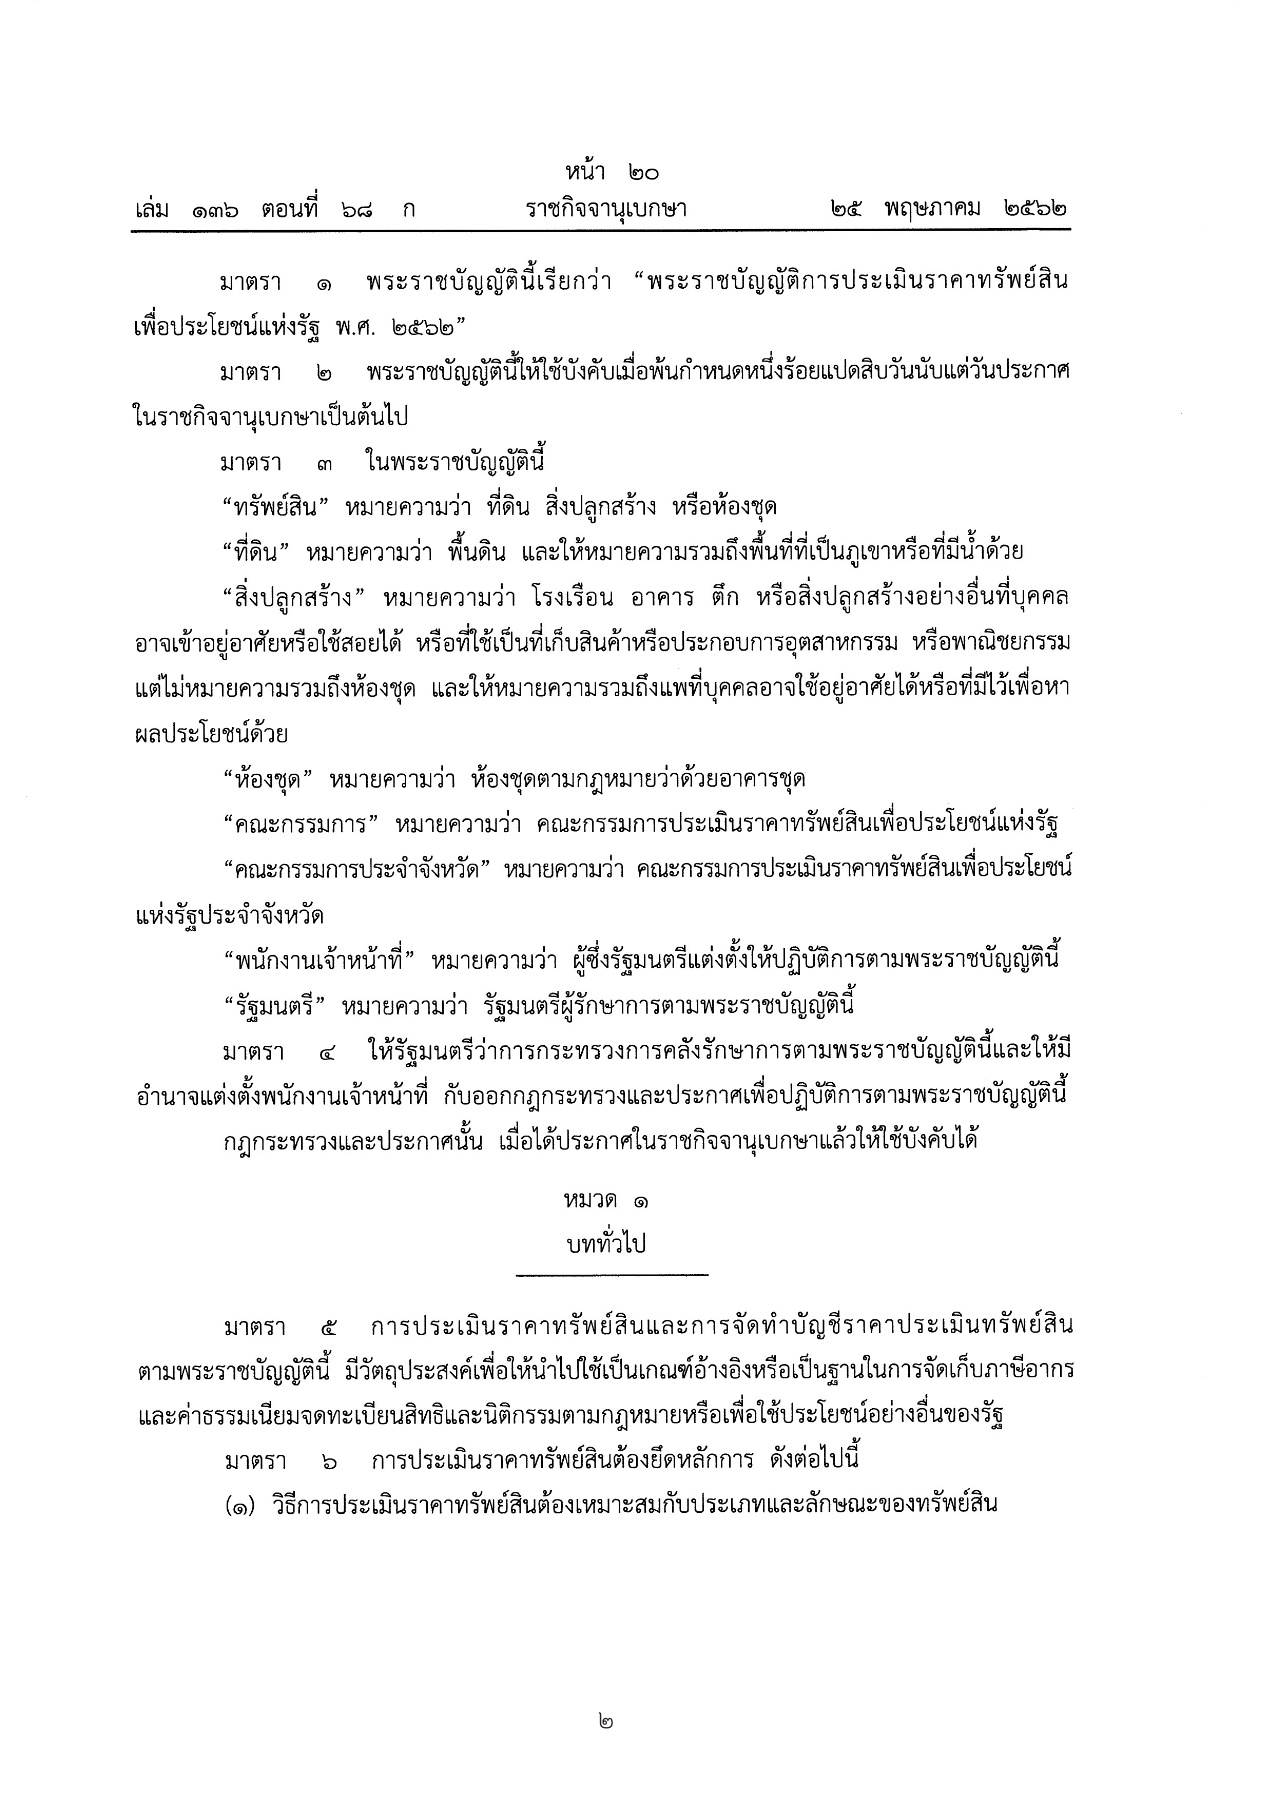 หน้า ๒๐
เล่ม ๑๓๖ ตอนที่ ๖๘ ก ราชกิจจานุเบกษา ๒๕ พฤษภาคม ๒๕๖๒
มาตรา ๑ พระราชบัญญัตินี้เรียกว่า “พระราชบัญญัติการประเมินราคาทรัพย์สิน
เพื่อประโยชน์แห่งรัฐ พ.ศ. ๒๕๖๒”
มาตรา ๒ พระราชบัญญัตินี้ให้ใช้บังคับเมื่อพ้นกำหนดหนึ่งร้อยแปดสิบวันนับแต่วันประกาศ
ในราชกิจจานุเบกษาเป็นต้นไป
มาตรา ๓ ในพระราชบัญญัตินี้
“ทรัพย์สิน” หมายความว่า ที่ดิน สิ่งปลูกสร้าง หรือห้องชุด
“ที่ดิน” หมายความว่า พื้นดิน และให้หมายความรวมถึงพื้นที่ที่เป็นภูเขาหรือที่มีน้ำด้วย
“สิ่งปลูกสร้าง” หมายความว่า โรงเรือน อาคาร ตึก หรือสิ่งปลูกสร้างอย่างอื่นที่บุคคล
อาจเข้าอยู่อาศัยหรือใช้สอยได้ หรือที่ใช้เป็นที่เก็บสินค้าหรือประกอบการอุตสาหกรรม หรือพาณิชยกรรม
แต่ไม่หมายความรวมถึงห้องชุด และให้หมายความรวมถึงแพที่บุคคลอาจใช้อยู่อาศัยได้หรือที่มีไว้เพื่อหา
ผลประโยชน์ด้วย
“ห้องชุด” หมายความว่า ห้องชุดตามกฎหมายว่าด้วยอาคารชุด
“คณะกรรมการ” หมายความว่า คณะกรรมการประเมินราคาทรัพย์สินเพื่อประโยชน์แห่งรัฐ
“คณะกรรมการประจำจังหวัด” หมายความว่า คณะกรรมการประเมินราคาทรัพย์สินเพื่อประโยชน์
แห่งรัฐประจำจังหวัด
“พนักงานเจ้าหน้าที่” หมายความว่า ผู้ซึ่งรัฐมนตรีแต่งตั้งให้ปฏิบัติการตามพระราชบัญญัตินี้
“รัฐมนตรี” หมายความว่า รัฐมนตรีผู้รักษาการตามพระราชบัญญัตินี้
มาตรา ๔ ให้รัฐมนตรีว่าการกระทรวงการคลังรักษาการตามพระราชบัญญัตินี้และให้มี
อำนาจแต่งตั้งพนักงานเจ้าหน้าที่ กับออกกฎกระทรวงและประกาศเพื่อปฏิบัติการตามพระราชบัญญัตินี้
กฎกระทรวงและประกาศนั้น เมื่อได้ประกาศในราชกิจจานุเบกษาแล้วให้ใช้บังคับได้
หมวด ๑
บททั่วไป
มาตรา ๕ การประเมินราคาทรัพย์สินและการจัดทำบัญชีราคาประเมินทรัพย์สิน
ตามพระราชบัญญัตินี้ มีวัตถุประสงค์เพื่อให้นำไปใช้เป็นเกณฑ์อ้างอิงหรือเป็นฐานในการจัดเก็บภาษีอากร
และค่าธรรมเนียมจดทะเบียนสิทธิและนิติกรรมตามกฎหมายหรือเพื่อใช้ประโยชน์อย่างอื่นของรัฐ
มาตรา ๖ การประเมินราคาทรัพย์สินต้องยึดหลักการ ดังต่อไปนี้
(๑) วิธีการประเมินราคาทรัพย์สินต้องเหมาะสมกับประเภทและลักษณะของทรัพย์สิน
๒